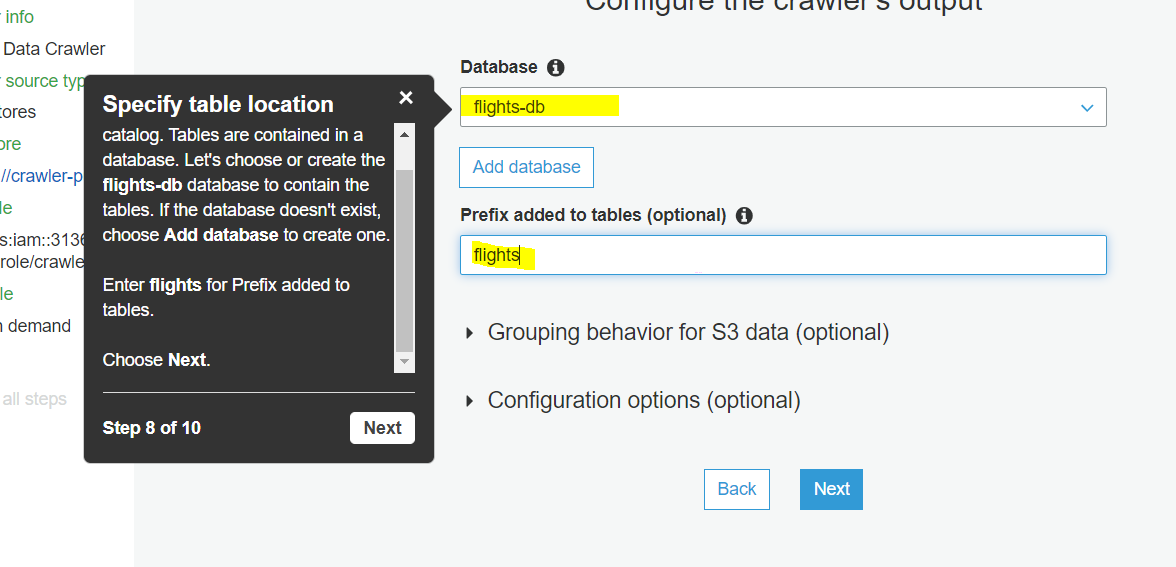 Configure the crawler's output
info
Data Crawler
source typ
tores
ore
//crawler-p
le
s:iam::3136
role/crawle
le
n demand
all steps
Specify table location
×
catalog. Tables are contained in a
database. Let's choose or create the
flights-db database to contain the
tables. If the database doesn't exist,
choose Add database to create one.
Enter flights for Prefix added to
tables.
Choose Next.
Step 8 of 10
Next
Database
flights-db
Add database
Prefix added to tables (optional)
flights
Grouping behavior for S3 data (optional)
Configuration options (optional)
Back
Next